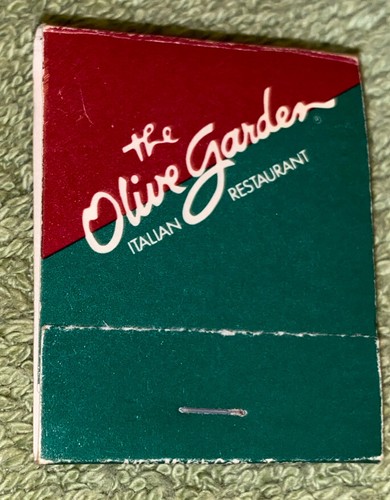 the
Olive Garden®
ITALIAN RESTAURANT